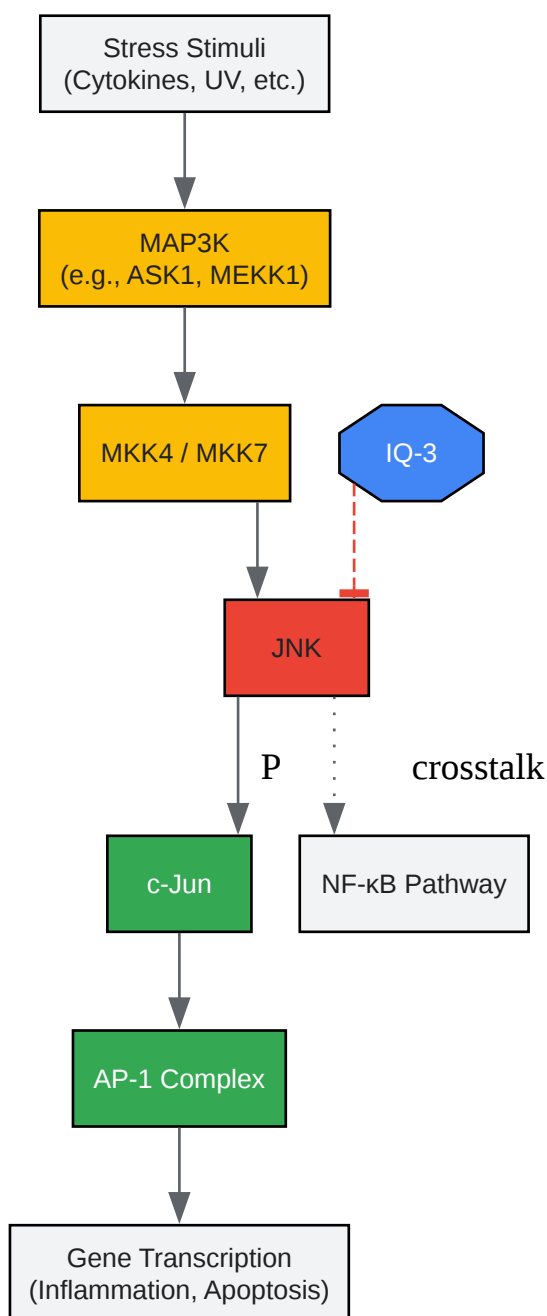 Stress Stimuli
(Cytokines, UV, etc.)
MAP3K
(e.g., ASK1, MEKK1)
MKK4 / MKK7
IQ-3
JNK
P
crosstalk
c-Jun
NF-κB Pathway
AP-1 Complex
Gene Transcription
(Inflammation, Apoptosis)